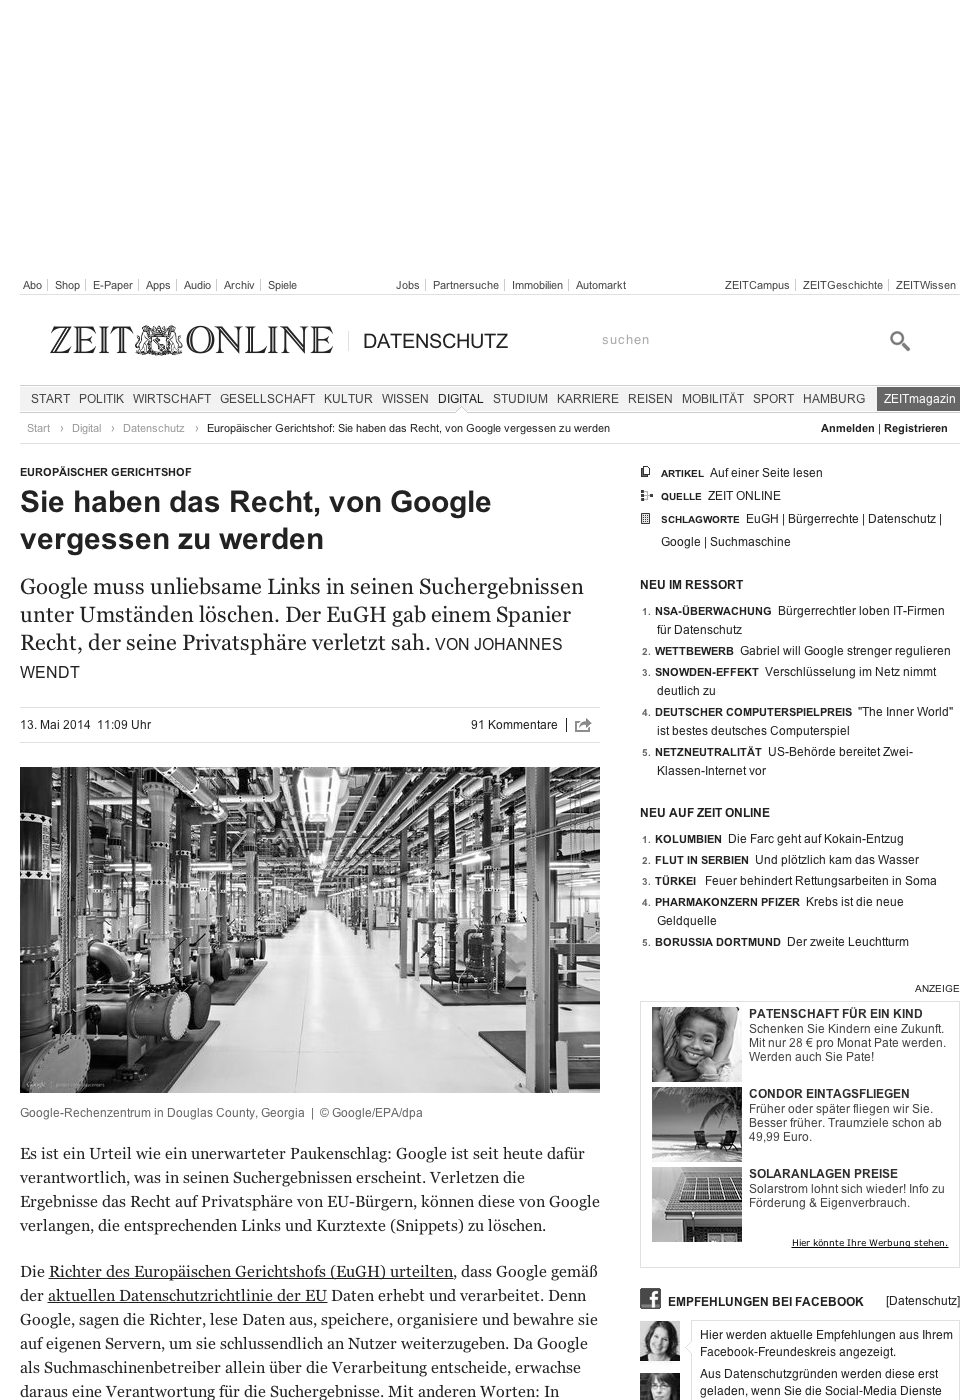 Abo Shop E-Paper Apps Audio Archiv Spiele Jobs Partnersuche Immobilien Automarkt ZEITCampus ZEITGeschichte ZEITWissen
ZEIT ONLINE DATENSCHUTZ suchen
START POLITIK WIRTSCHAFT GESELLSCHAFT KULTUR WISSEN DIGITAL STUDIUM KARRIERE REISEN MOBILITÄT SPORT HAMBURG ZEITmagazin
Start › Digital › Datenschutz › Europäischer Gerichtshof: Sie haben das Recht, von Google vergessen zu werden Anmelden | Registrieren
EUROPÄISCHER GERICHTSHOF
Sie haben das Recht, von Google
vergessen zu werden
Google muss unliebsame Links in seinen Suchergebnissen
unter Umständen löschen. Der EuGH gab einem Spanier
Recht, der seine Privatsphäre verletzt sah. VON JOHANNES
WENDT
13. Mai 2014 11:09 Uhr 91 Kommentare |
Google-Rechenzentrum in Douglas County, Georgia | © Google/EPA/dpa
Es ist ein Urteil wie ein unerwarteter Paukenschlag: Google ist seit heute dafür
verantwortlich, was in seinen Suchergebnissen erscheint. Verletzen die
Ergebnisse das Recht auf Privatsphäre von EU-Bürgern, können diese von Google
verlangen, die entsprechenden Links und Kurztexte (Snippets) zu löschen.
Die Richter des Europäischen Gerichtshofs (EuGH) urteilten, dass Google gemäß
der aktuellen Datenschutzrichtlinie der EU Daten erhebt und verarbeitet. Denn
Google, sagen die Richter, lese Daten aus, speichere, organisiere und bewahre sie
auf eigenen Servern, um sie schlussendlich an Nutzer weiterzugeben. Da Google
als Suchmaschinenbetreiber allein über die Verarbeitung entscheide, erwachse
daraus eine Verantwortung für die Suchergebnisse. Mit anderen Worten: In
ARTIKEL Auf einer Seite lesen
QUELLE ZEIT ONLINE
SCHLAGWORTE EuGH | Bürgerrechte | Datenschutz |
Google | Suchmaschine
NEU IM RESSORT
1. NSA-ÜBERWACHUNG Bürgerrechtler loben IT-Firmen
für Datenschutz
2. WETTBEWERB Gabriel will Google strenger regulieren
3. SNOWDEN-EFFEKT Verschlüsselung im Netz nimmt
deutlich zu
4. DEUTSCHER COMPUTERSPIELPREIS "The Inner World"
ist bestes deutsches Computerspiel
5. NETZNEUTRALITÄT US-Behörde bereitet Zwei-
Klassen-Internet vor
NEU AUF ZEIT ONLINE
1. KOLUMBIEN Die Farc geht auf Kokain-Entzug
2. FLUT IN SERBIEN Und plötzlich kam das Wasser
3. TÜRKEI Feuer behindert Rettungsarbeiten in Soma
4. PHARMAKONZERN PFIZER Krebs ist die neue
Geldquelle
5. BORUSSIA DORTMUND Der zweite Leuchtturm
ANZEIGE
PATENSCHAFT FÜR EIN KIND
Schenken Sie Kindern eine Zukunft.
Mit nur 28 € pro Monat Pate werden.
Werden auch Sie Pate!
CONDOR EINTAGSFLIEGEN
Früher oder später fliegen wir Sie.
Besser früher. Traumziele schon ab
49,99 Euro.
SOLARANLAGEN PREISE
Solarstrom lohnt sich wieder! Info zu
Förderung & Eigenverbrauch.
Hier könnte Ihre Werbung stehen.
EMPFEHLUNGEN BEI FACEBOOK [Datenschutz]
Hier werden aktuelle Empfehlungen aus Ihrem
Facebook-Freundeskreis angezeigt.
Aus Datenschutzgründen werden diese erst
geladen, wenn Sie die Social-Media Dienste